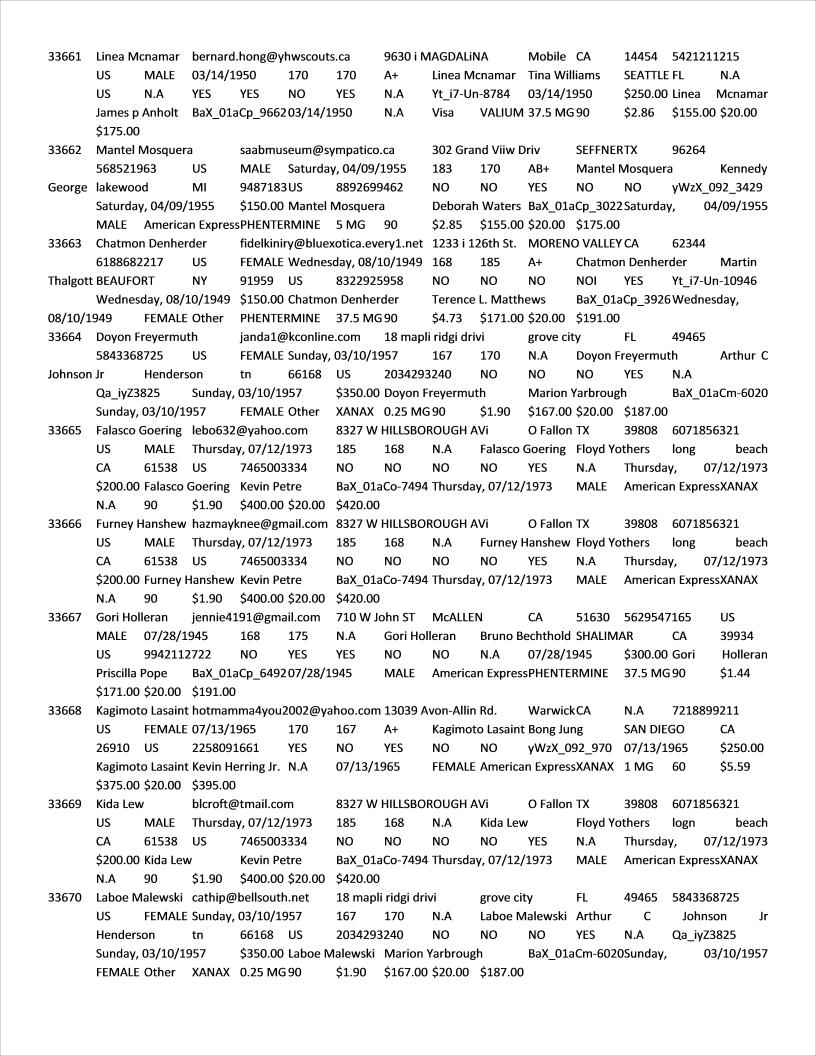 33661 Linea Mcnamar bernard.hong@yhwscouts.ca 9630 i MAGDALiNA Mobile CA 14454 5421211215
US MALE 03/14/1950 170 170 A+ Linea Mcnamar Tina Williams SEATTLE FL N.A
US N.A YES YES NO YES N.A Yt_i7-Un-8784 03/14/1950 $250.00 Linea Mcnamar
James p Anholt BaX_01aCp_9662 03/14/1950 N.A Visa VALIUM 37.5 MG 90 $2.86 $155.00 $20.00
$175.00
33662 Mantel Mosquera saabmuseum@sympatico.ca 302 Grand Viiw Driv SEFFNER TX 96264
568521963 US MALE Saturday, 04/09/1955 183 170 AB+ Mantel Mosquera Kennedy
George lakewood MI 9487183 US 8892699462 NO NO YES NO NO yWzX_092_3429
Saturday, 04/09/1955 $150.00 Mantel Mosquera Deborah Waters BaX_01aCp_3022 Saturday, 04/09/1955
MALE American Express PHENTERMINE 5 MG 90 $2.85 $155.00 $20.00 $175.00
33663 Chatmon Denherder fidelkiniry@bluexotica.every1.net 1233 i 126th St. MORENO VALLEY CA 62344
6188682217 US FEMALE Wednesday, 08/10/1949 168 185 A+ Chatmon Denherder Martin
Thalgott BEAUFORT NY 91959 US 8322925958 NO NO NO NOI YES Yt_i7-Un-10946
Wednesday, 08/10/1949 $150.00 Chatmon Denherder Terence L. Matthews BaX_01aCp_3926 Wednesday,
08/10/1949 FEMALE Other PHENTERMINE 37.5 MG 90 $4.73 $171.00 $20.00 $191.00
33664 Doyon Freyermuth janda1@kconline.com 18 mapli ridgi drivi grove city FL 49465
5843368725 US FEMALE Sunday, 03/10/1957 167 170 N.A Doyon Freyermuth Arthur C
Johnson Jr Henderson tn 66168 US 2034293240 NO NO NO YES N.A
Qa_iyZ3825 Sunday, 03/10/1957 $350.00 Doyon Freyermuth Marion Yarbrough BaX_01aCm-6020
Sunday, 03/10/1957 FEMALE Other XANAX 0.25 MG 90 $1.90 $167.00 $20.00 $187.00
33665 Falasco Goering lebo632@yahoo.com 8327 W HILLSBOROUGH AVi O Fallon TX 39808 6071856321
US MALE Thursday, 07/12/1973 185 168 N.A Falasco Goering Floyd Yothers long beach
CA 61538 US 7465003334 NO NO NO NO YES N.A Thursday, 07/12/1973
$200.00 Falasco Goering Kevin Petre BaX_01aCo-7494 Thursday, 07/12/1973 MALE American Express XANAX
N.A 90 $1.90 $400.00 $20.00 $420.00
33666 Furney Hanshew hazmayknee@gmail.com 8327 W HILLSBOROUGH AVi O Fallon TX 39808 6071856321
US MALE Thursday, 07/12/1973 185 168 N.A Furney Hanshew Floyd Yothers long beach
CA 61538 US 7465003334 NO NO NO NO YES N.A Thursday, 07/12/1973
$200.00 Furney Hanshew Kevin Petre BaX_01aCo-7494 Thursday, 07/12/1973 MALE American Express XANAX
N.A 90 $1.90 $400.00 $20.00 $420.00
33667 Gori Holleran jennie4191@gmail.com 710 W John ST McALLEN CA 51630 5629547165 US
MALE 07/28/1945 168 175 N.A Gori Holleran Bruno Bechthold SHALIMAR CA 39934
US 9942112722 NO YES YES NO NO N.A 07/28/1945 $300.00 Gori Holleran
Priscilla Pope BaX_01aCp_6492 07/28/1945 MALE American Express PHENTERMINE 37.5 MG 90 $1.44
$171.00 $20.00 $191.00
33668 Kagimoto Lasaint hotmamma4you2002@yahoo.com 13039 Avon-Allin Rd. Warwick CA N.A 7218899211
US FEMALE 07/13/1965 170 167 A+ Kagimoto Lasaint Bong Jung SAN DIEGO CA
26910 US 2258091661 YES NO YES NO NO yWzX_092_970 07/13/1965 $250.00
Kagimoto Lasaint Kevin Herring Jr. N.A 07/13/1965 FEMALE American Express XANAX 1 MG 60 $5.59
$375.00 $20.00 $395.00
33669 Kida Lew blcroft@tmail.com 8327 W HILLSBOROUGH AVi O Fallon TX 39808 6071856321
US MALE Thursday, 07/12/1973 185 168 N.A Kida Lew Floyd Yothers logn beach
CA 61538 US 7465003334 NO NO NO NO YES N.A Thursday, 07/12/1973
$200.00 Kida Lew Kevin Petre BaX_01aCo-7494 Thursday, 07/12/1973 MALE American Express XANAX
N.A 90 $1.90 $400.00 $20.00 $420.00
33670 Laboe Malewski cathip@bellsouth.net 18 mapli ridgi drivi grove city FL 49465 5843368725
US FEMALE Sunday, 03/10/1957 167 170 N.A Laboe Malewski Arthur C Johnson Jr
Henderson tn 66168 US 2034293240 NO NO NO YES N.A Qa_iyZ3825
Sunday, 03/10/1957 $350.00 Laboe Malewski Marion Yarbrough BaX_01aCm-6020 Sunday, 03/10/1957
FEMALE Other XANAX 0.25 MG 90 $1.90 $167.00 $20.00 $187.00